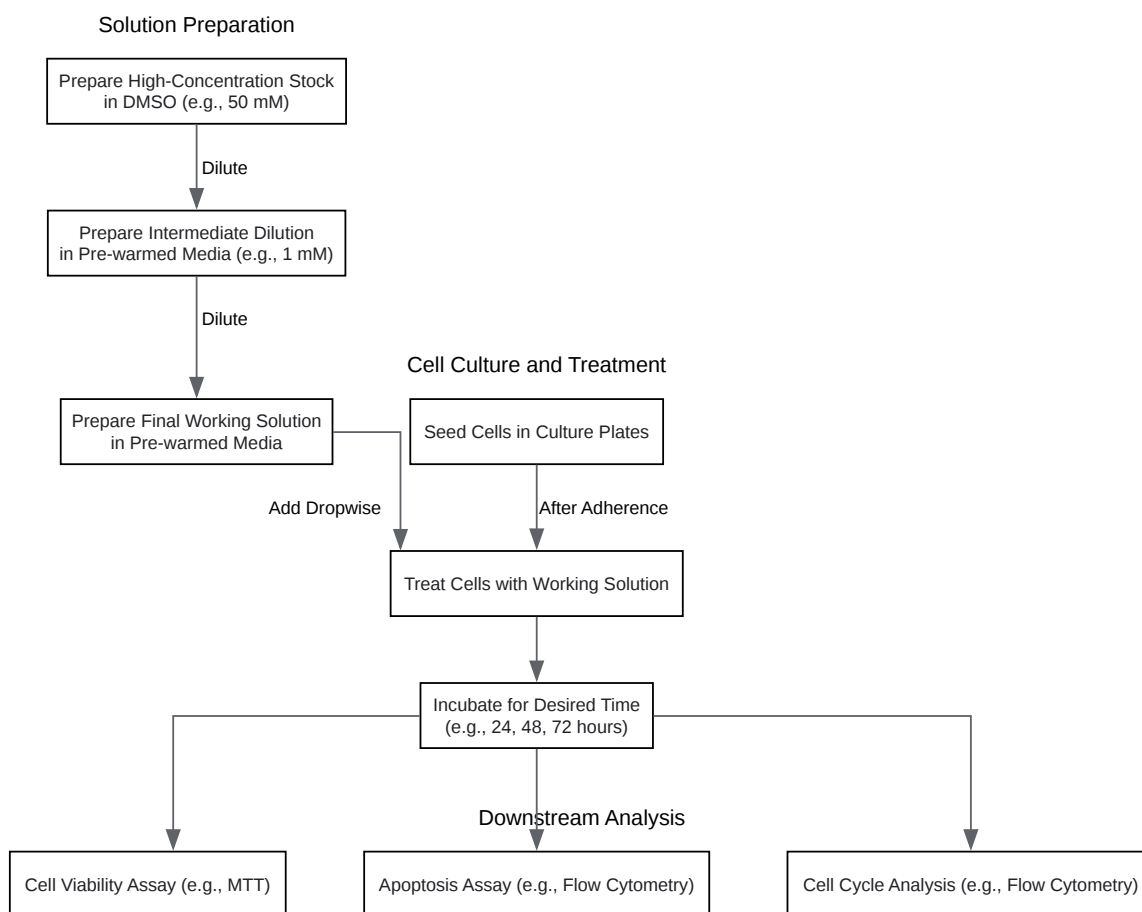 Solution Preparation
Prepare High-Concentration Stock
in DMSO (e.g., 50 mM)
Dilute
Prepare Intermediate Dilution
in Pre-warmed Media (e.g., 1 mM)
Dilute
Cell Culture and Treatment
Prepare Final Working Solution
in Pre-warmed Media
Seed Cells in Culture Plates
Add Dropwise
After Adherence
Treat Cells with Working Solution
Incubate for Desired Time
(e.g., 24, 48, 72 hours)
Downstream Analysis
Cell Viability Assay (e.g., MTT)
Apoptosis Assay (e.g., Flow Cytometry)
Cell Cycle Analysis (e.g., Flow Cytometry)